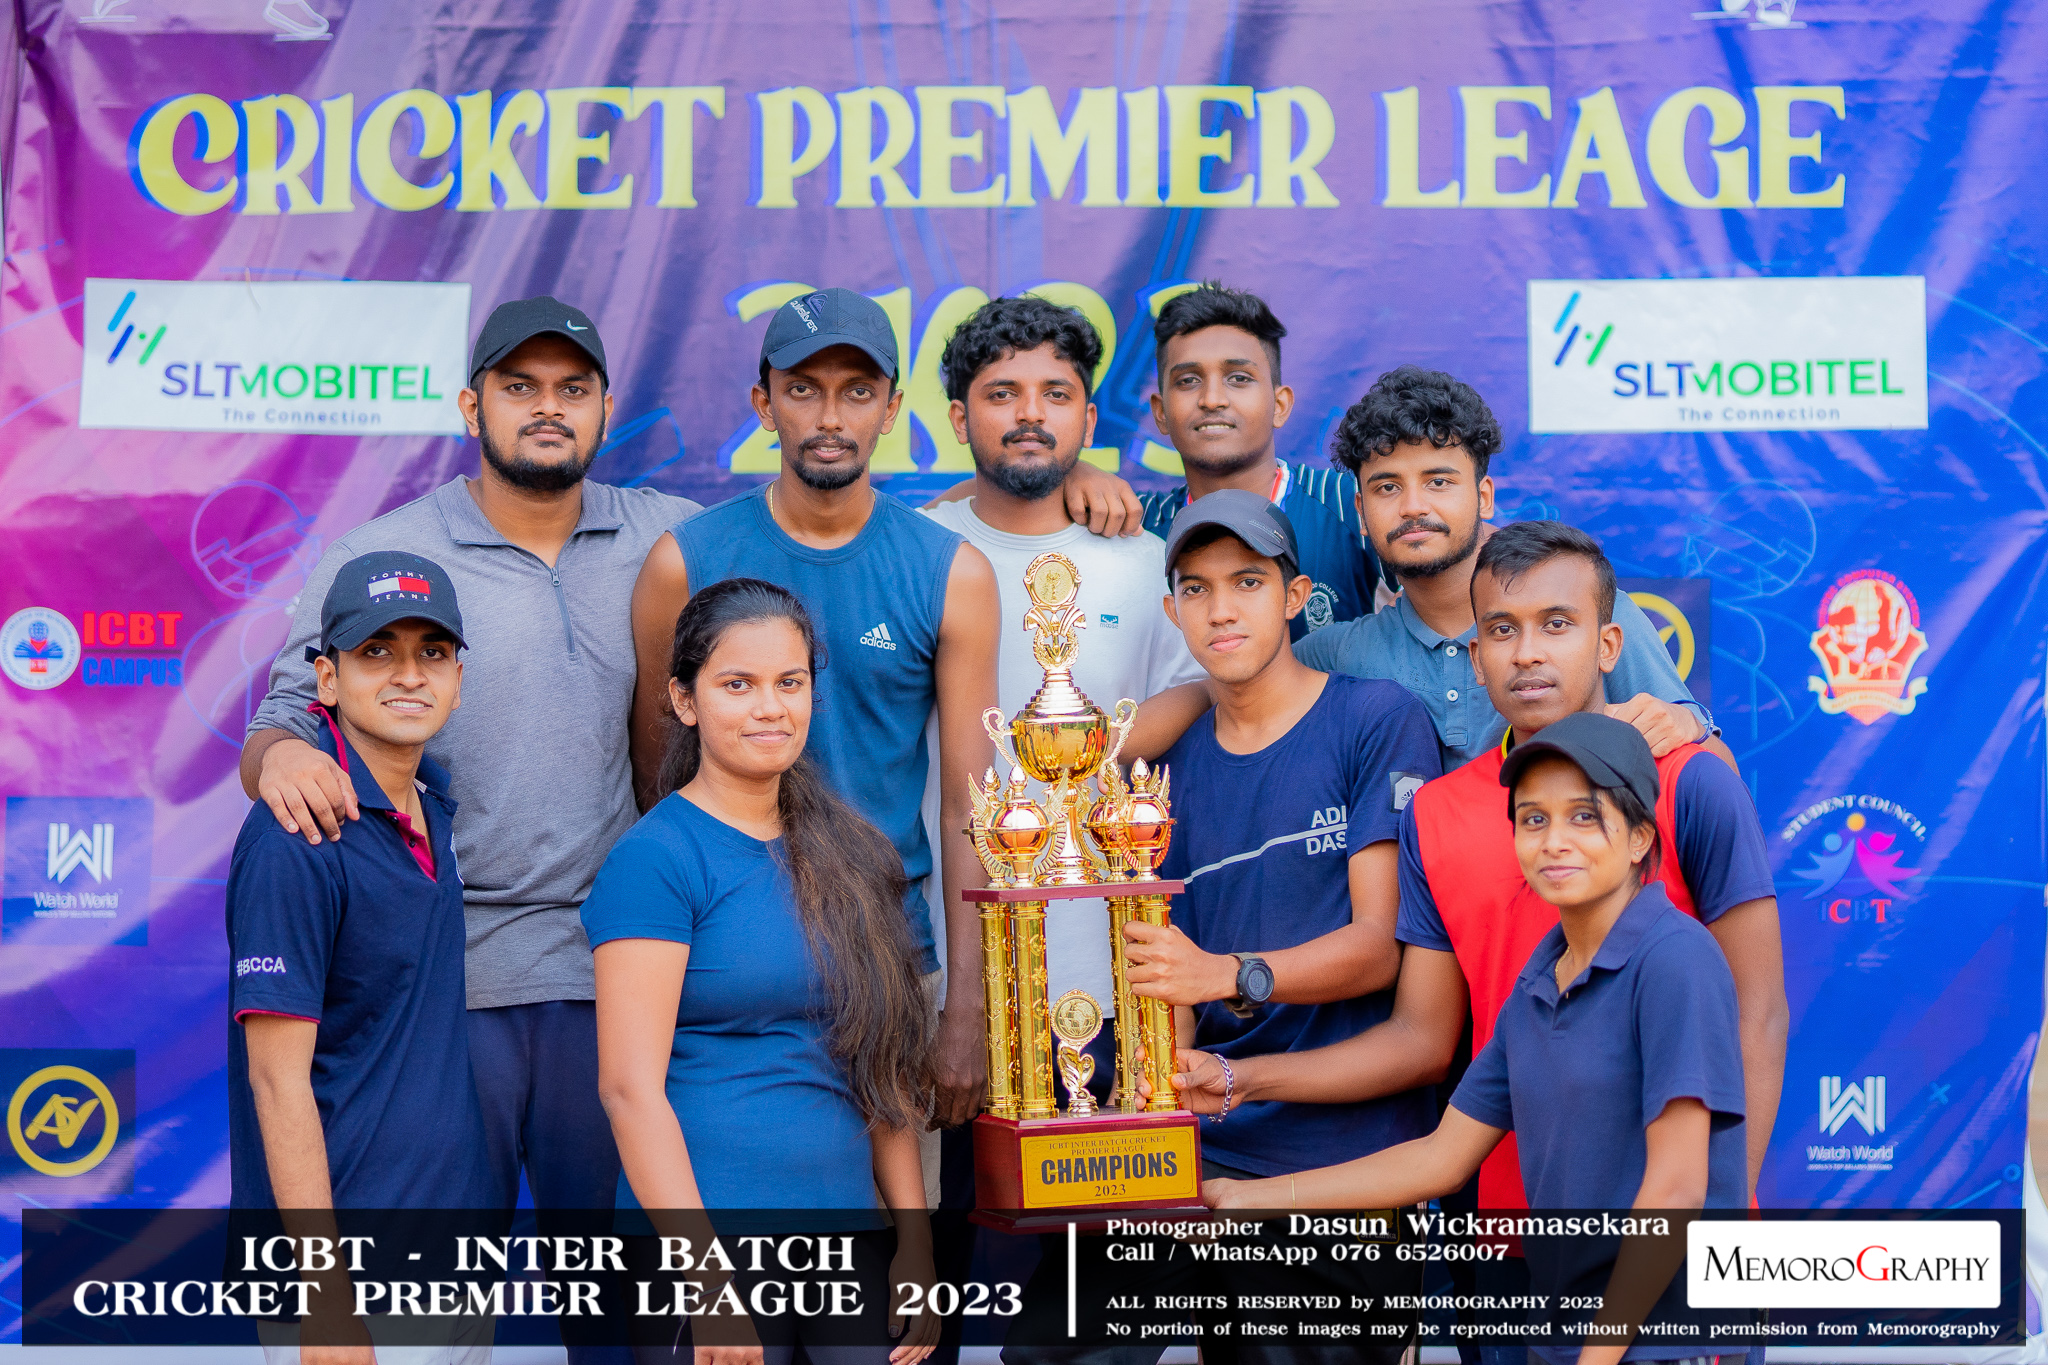 CRICKET PREMIER LEAGE
2K23
SLTMOBITEL
The Connection
SLTMOBITEL
The Connection
QUIKSILVER
TOMMY
JEANS
adidas
ICBT
CAMPUS
ADI
DAS
STUDENT COUNCIL
ICBT
#BCCA
Watch World
Watch World
ICBT INTER BATCH CRICKET
PREMIER LEAGUE
CHAMPIONS
2023
ICBT - INTER BATCH
CRICKET PREMIER LEAGUE 2023
Photographer Dasun Wickramasekara
Call / WhatsApp 076 6526007
ALL RIGHTS RESERVED by MEMOROGRAPHY 2023
No portion of these images may be reproduced without written permission from Memorography
MEMOROGRAPHY